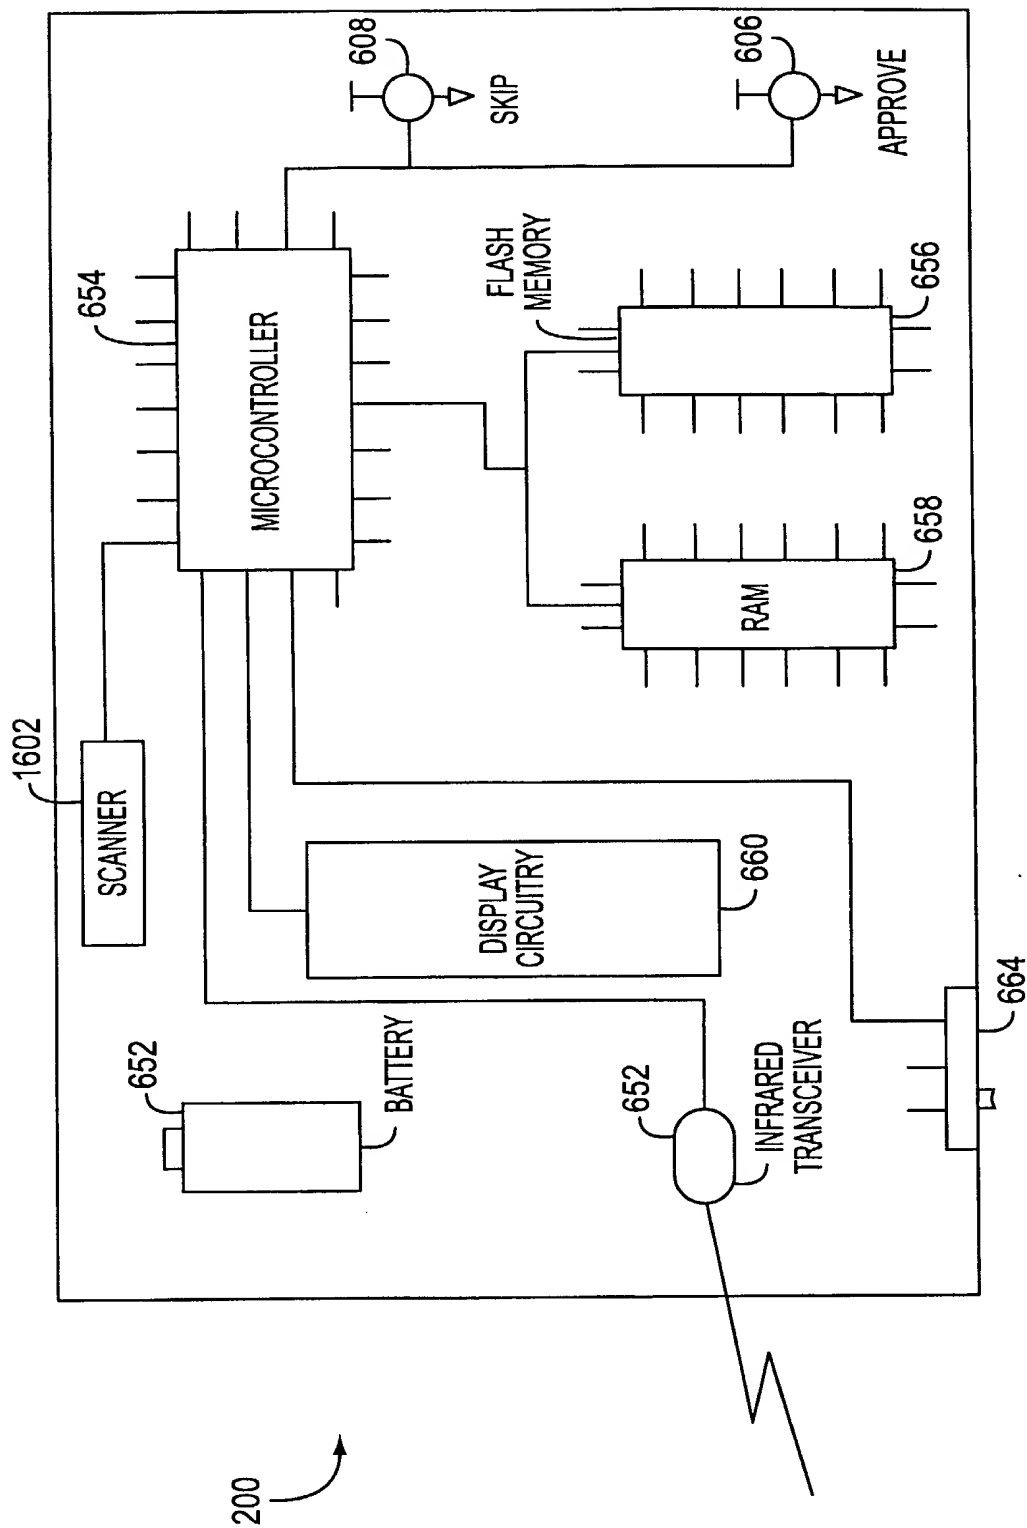 200
652
BATTERY
652
INFRARED
TRANSCEIVER
664
1602
SCANNER
DISPLAY
CIRCUITRY
660
654
MICROCONTROLLER
RAM
658
FLASH
MEMORY
656
608
SKIP
606
APPROVE